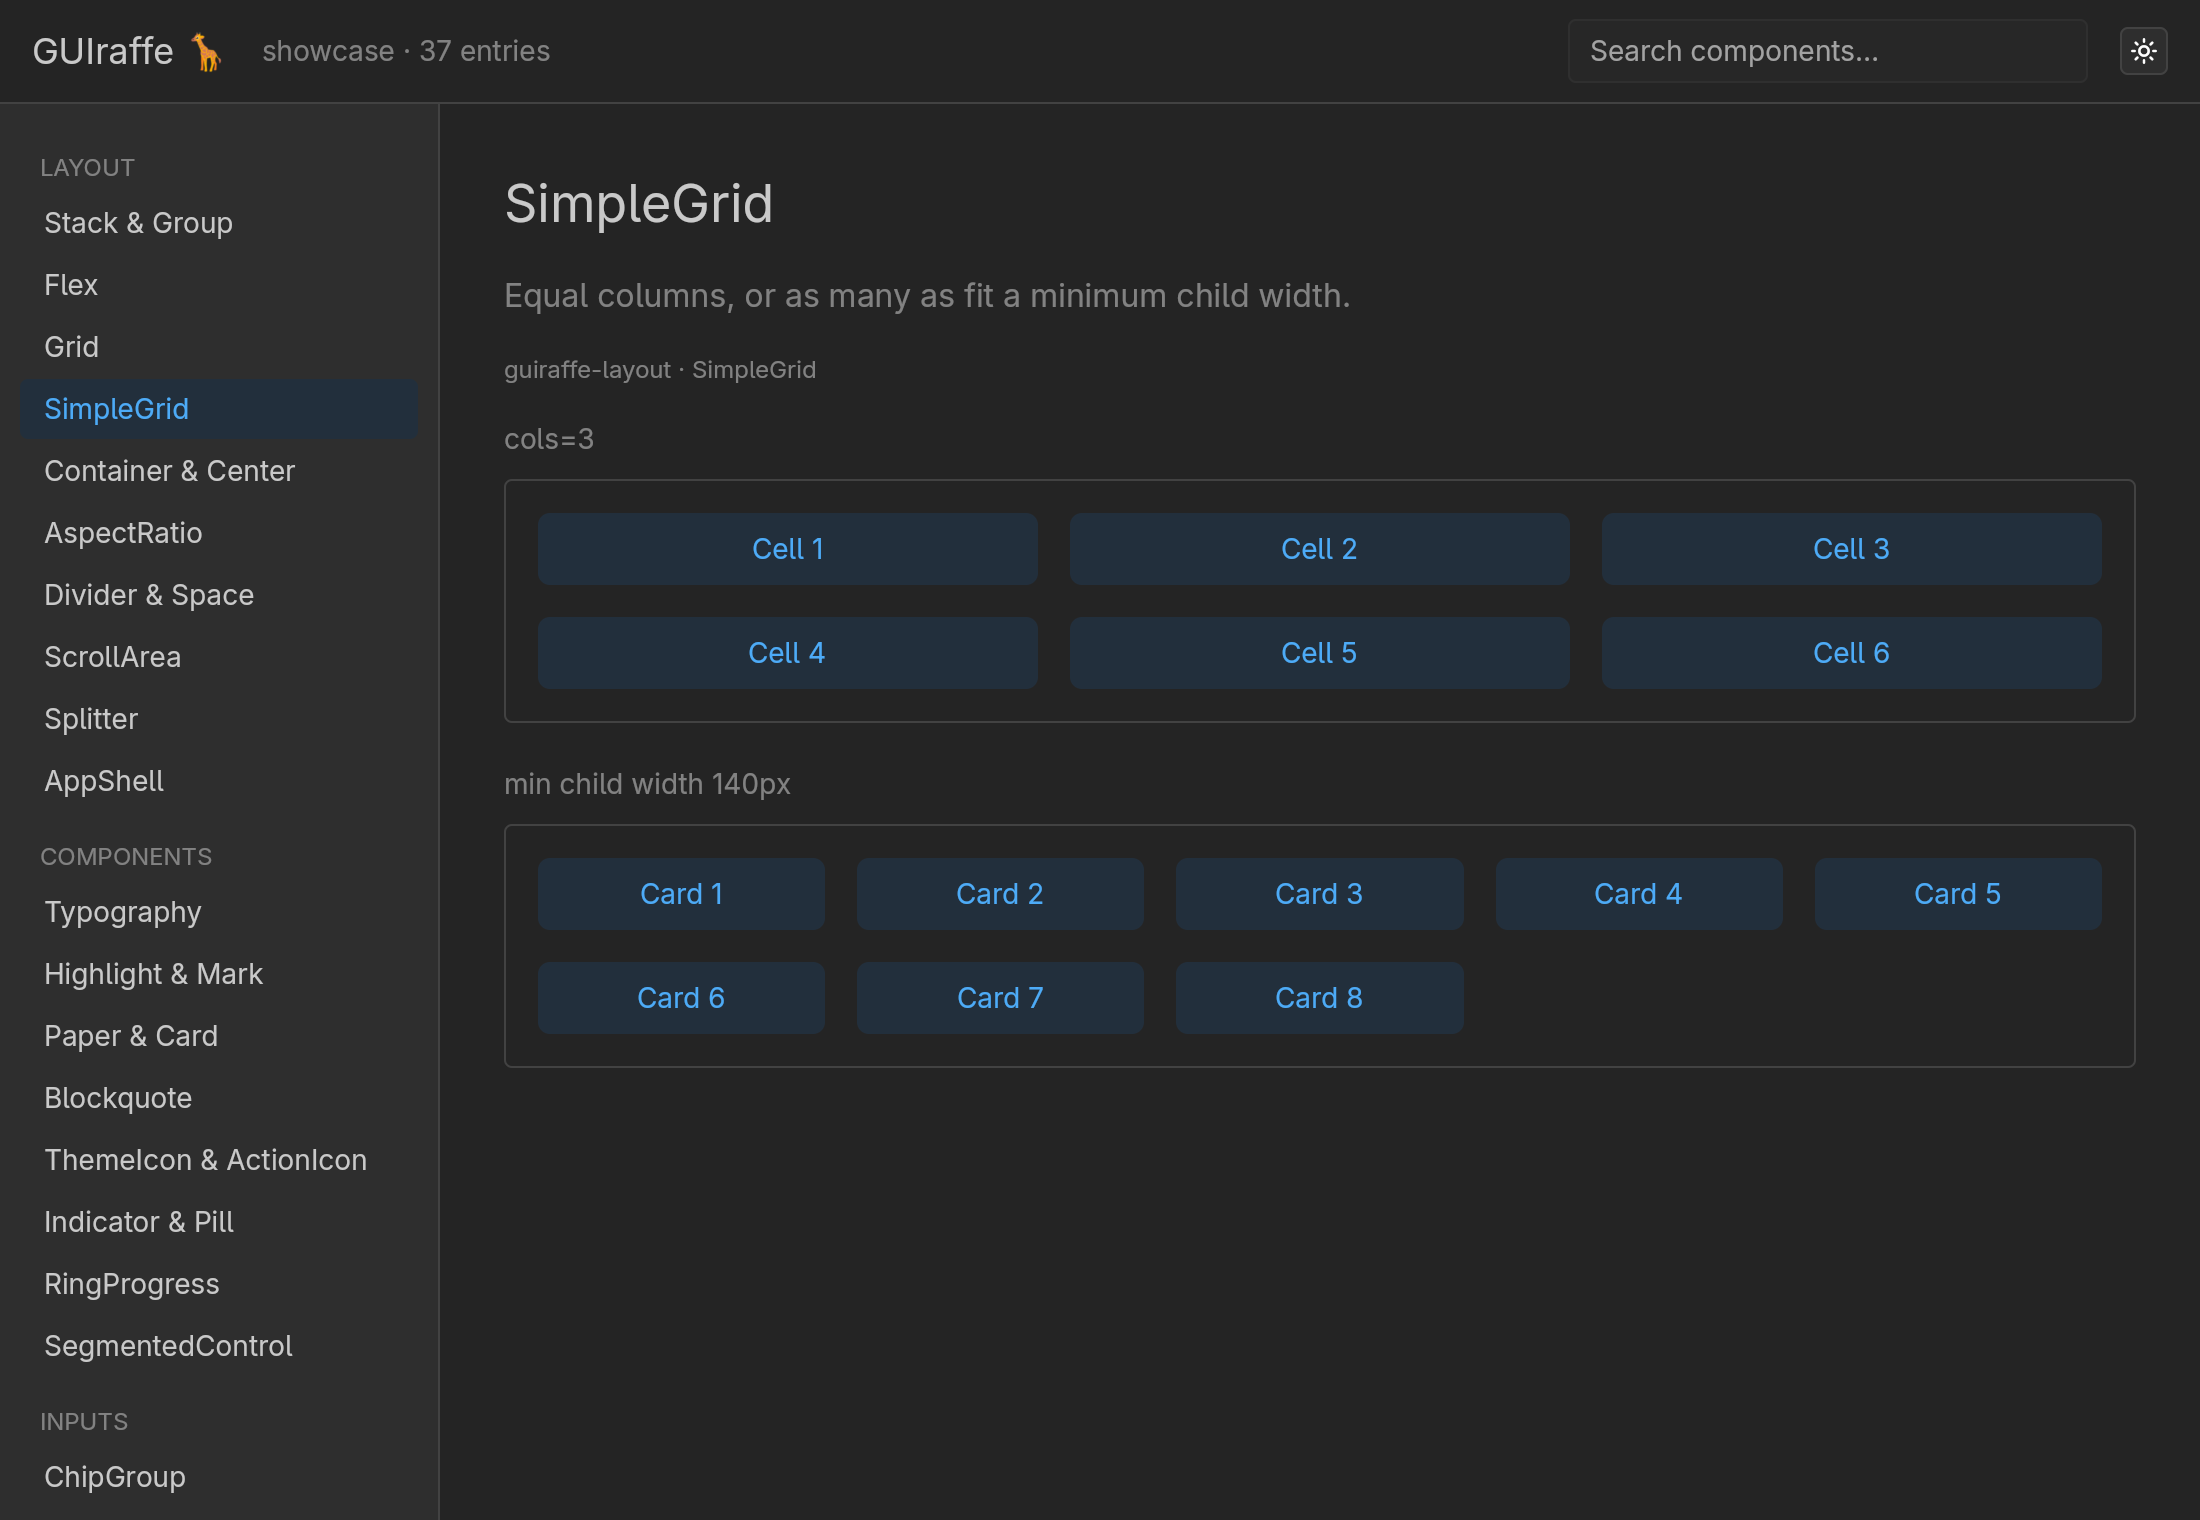 GUIraffe 🦒 showcase · 37 entries Search components...
LAYOUT
Stack & Group
Flex
Grid
SimpleGrid
Container & Center
AspectRatio
Divider & Space
ScrollArea
Splitter
AppShell
COMPONENTS
Typography
Highlight & Mark
Paper & Card
Blockquote
ThemeIcon & ActionIcon
Indicator & Pill
RingProgress
SegmentedControl
INPUTS
ChipGroup
SimpleGrid
Equal columns, or as many as fit a minimum child width.
guiraffe-layout · SimpleGrid
cols=3
Cell 1 Cell 2 Cell 3
Cell 4 Cell 5 Cell 6
min child width 140px
Card 1 Card 2 Card 3 Card 4 Card 5
Card 6 Card 7 Card 8